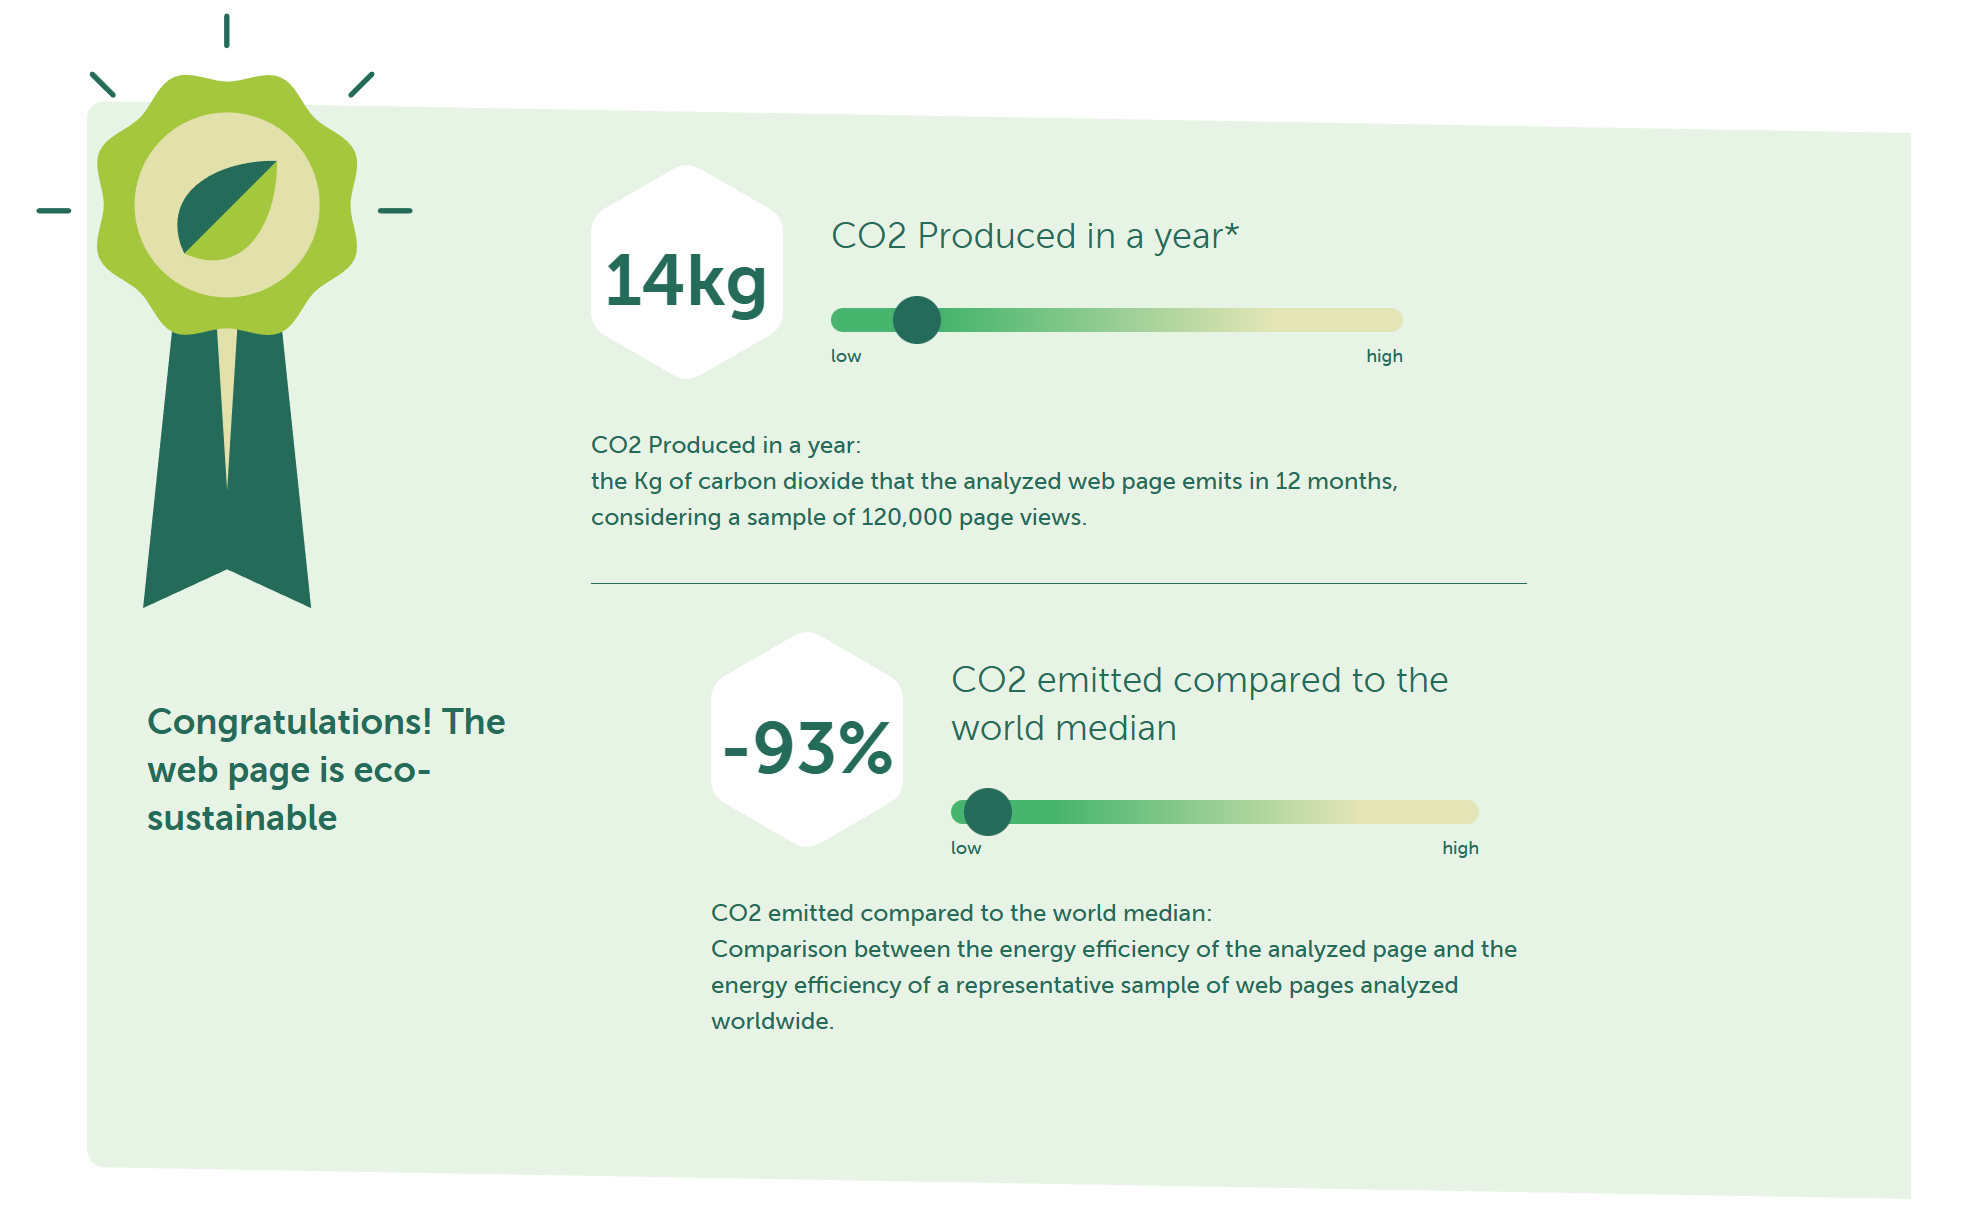 14kg
CO2 Produced in a year*
low
high
CO2 Produced in a year:
the Kg of carbon dioxide that the analyzed web page emits in 12 months,
considering a sample of 120,000 page views.
Congratulations! The
web page is eco-
sustainable
-93%
CO2 emitted compared to the
world median
low
high
CO2 emitted compared to the world median:
Comparison between the energy efficiency of the analyzed page and the
energy efficiency of a representative sample of web pages analyzed
worldwide.